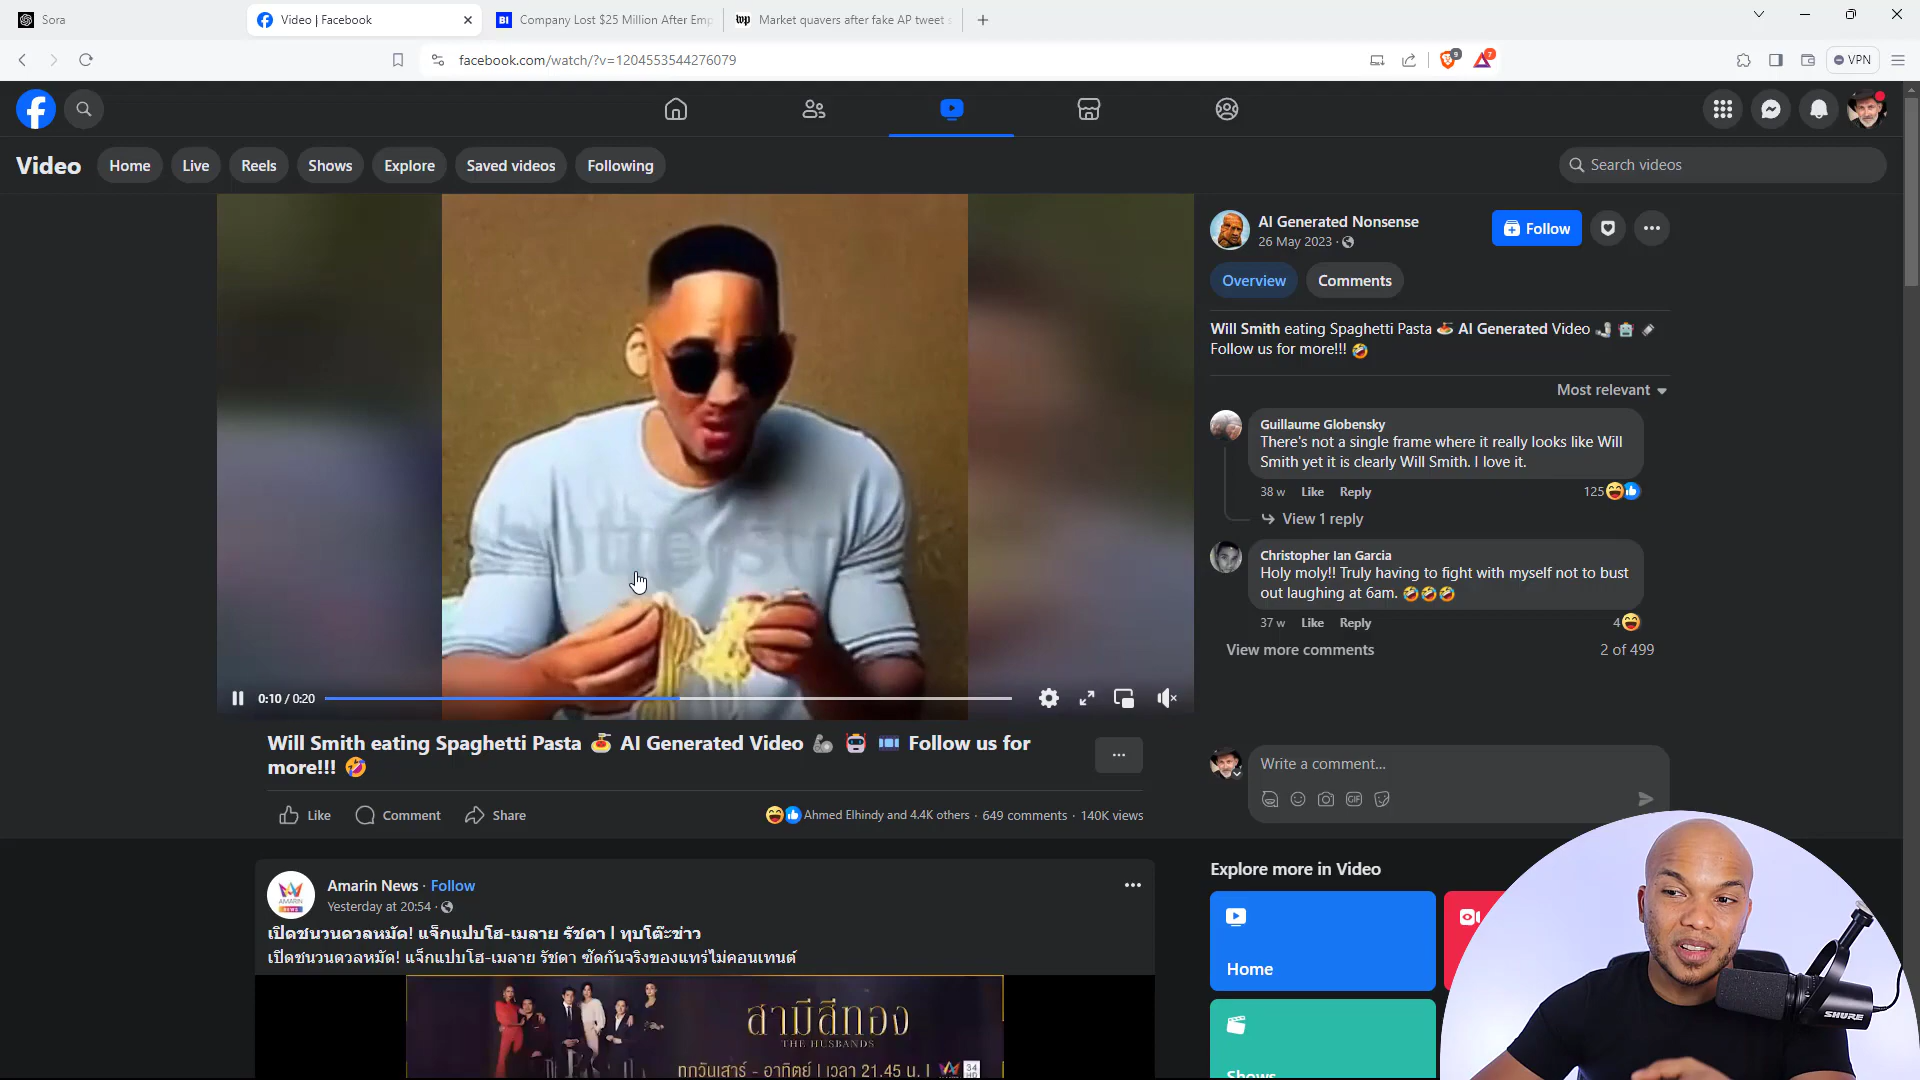 Sora
Video | Facebook
Company Lost $25 Million After Emp
Market quavers after fake AP tweet s
facebook.com/watch/?v=1204553544276079
9
7
VPN
Video
Home
Live
Reels
Shows
Explore
Saved videos
Following
Search videos
AI Generated Nonsense
26 May 2023 ·
Follow
Overview
Comments
Will Smith eating Spaghetti Pasta 🍝 AI Generated Video 🦾 🤖 📼
Follow us for more!!! 🤣
Most relevant
Guillaume Globensky
There's not a single frame where it really looks like Will
Smith yet it is clearly Will Smith. I love it.
38 w Like Reply
125
View 1 reply
Christopher Ian Garcia
Holy moly!! Truly having to fight with myself not to bust
out laughing at 6am. 🤣🤣🤣
37 w Like Reply
4
View more comments
2 of 499
Write a comment...
GIF
0:10 / 0:20
Will Smith eating Spaghetti Pasta 🍝 AI Generated Video 🦾 🤖 🎞️ Follow us for
more!!! 🤣
Like
Comment
Share
Ahmed Elhindy and 4.4K others · 649 comments · 140K views
Amarin News · Follow
Yesterday at 20:54 ·
เปิดชนวนดวลหมัด! แจ็กแปบโฮ-เมลาย รัชดา l ทุบโต๊ะข่าว
เปิดชนวนดวลหมัด! แจ็กแปบโฮ-เมลาย รัชดา ซัดกันจริงของแทร่ไม่คอนเทนต์
สามีสีทอง
THE HUSBANDS
ทุกวันเสาร์ - อาทิตย์ | เวลา 21.45 น. |
34
HD
AMARIN
Explore more in Video
Home
Shows
SHURE